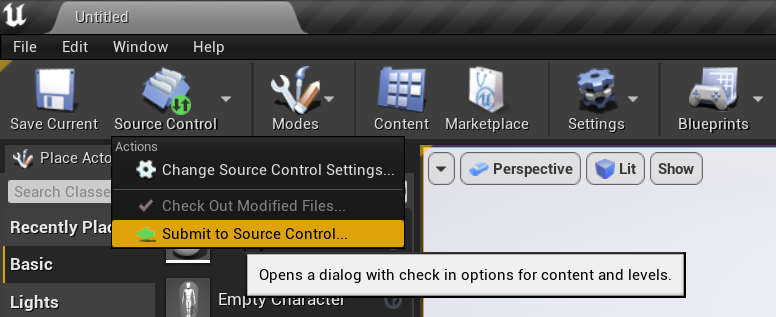 Untitled
File Edit Window Help
Save Current Source Control Modes Content Marketplace Settings Blueprints
Actions
Place Acto
Change Source Control Settings...
Perspective Lit Show
Search Classe
Check Out Modified Files...
Recently Pla
Submit to Source Control...
Basic
Opens a dialog with check in options for content and levels.
Lights
Empty Character